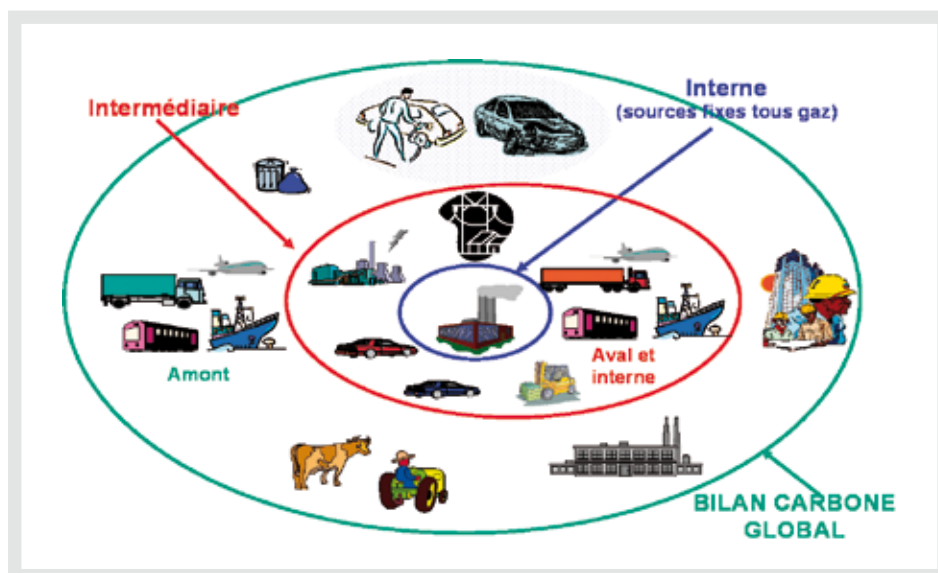 Intermédiaire
Interne
(sources fixes tous gaz)
Amont
Aval et
interne
BILAN CARBONE
GLOBAL